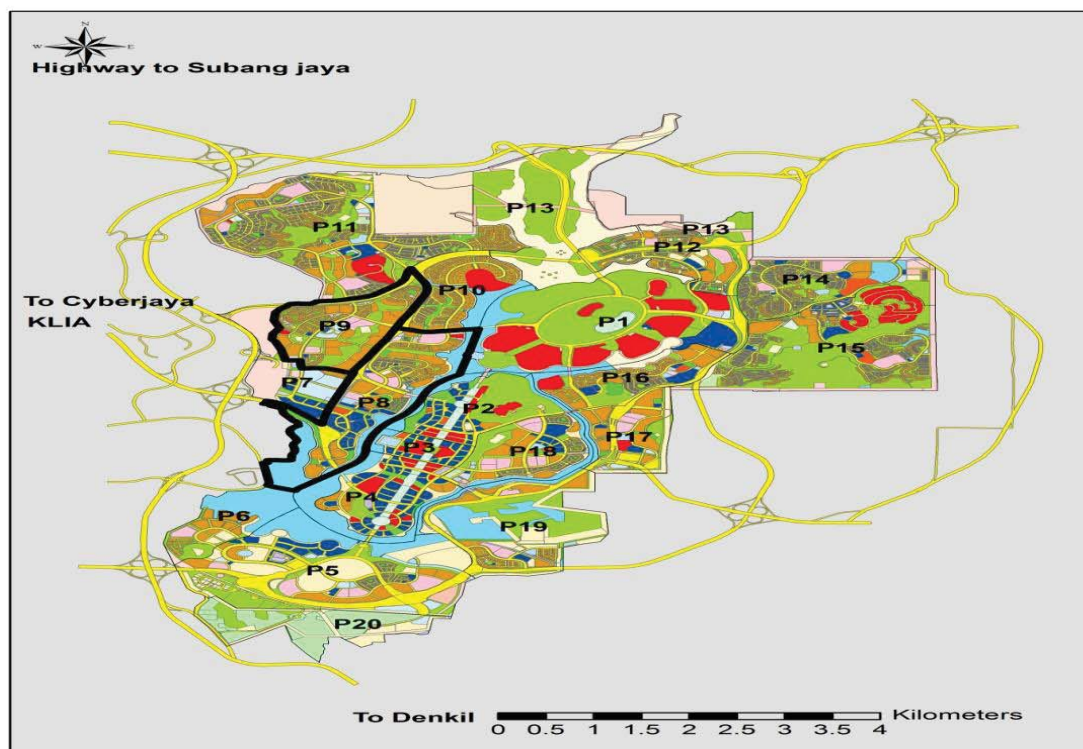 N
W E
S
Highway to Subang jaya
P13
P11
P13
P12
P14
P10
To Cyberjaya
KLIA
P9
P1
P15
P7
P16
P8
P2
P17
P3
P18
P4
P6
P19
P5
P20
To Denkil
Kilometers
0 0.5 1 1.5 2 2.5 3 3.5 4